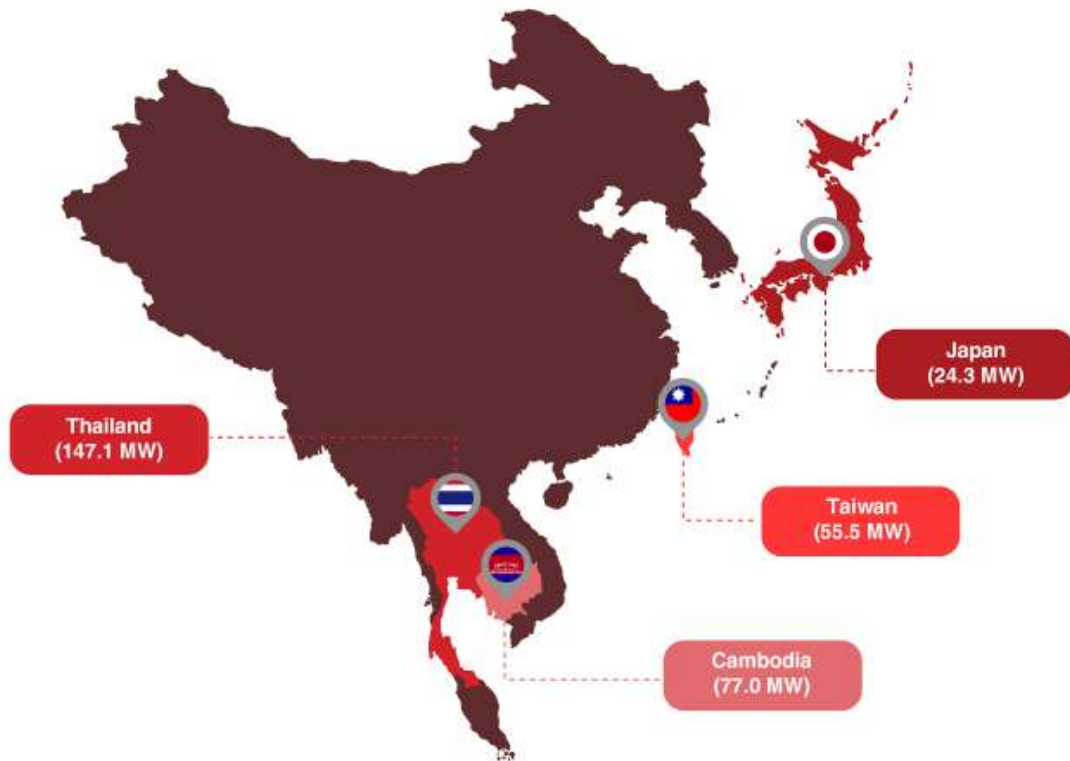 Japan
(24.3 MW)
Thailand
(147.1 MW)
Taiwan
(55.5 MW)
Cambodia
(77.0 MW)